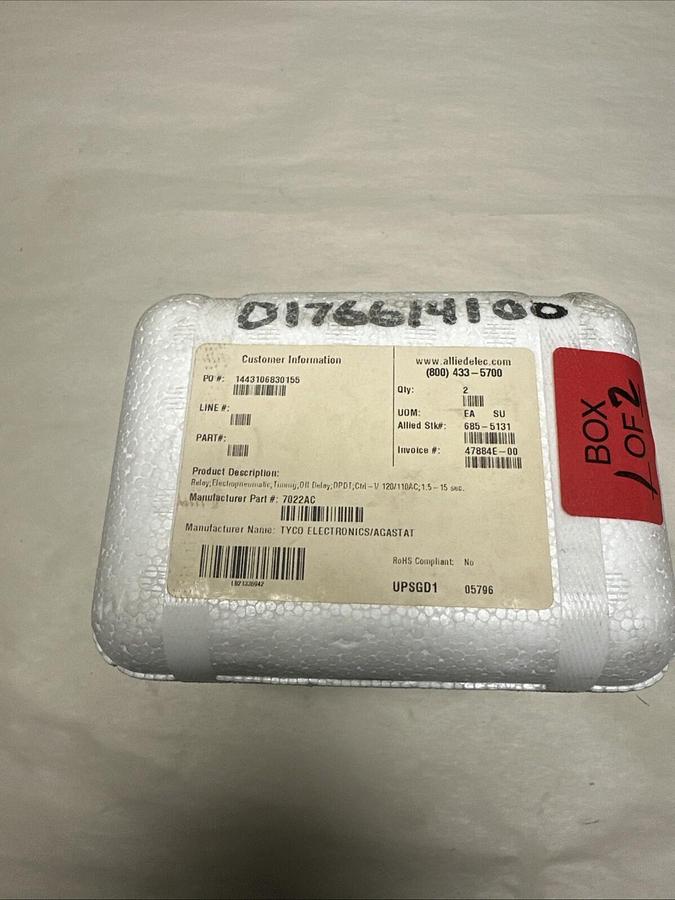 0176614100
Customer Information
PO #: 1443106830155
LINE #:
PART#:
www.alliedelec.com
(800) 433-5700
Qty: 2
UOM: EA SU
Allied Stk#: 685-5131
Invoice #: 47884E-00
Product Description:
Relay;Electropneumatic;Timing;Off Delay;DPDT;Ctrl-V 120/110AC;1.5-15 sec.
Manufacturer Part #: 7022AC
Manufacturer Name: TYCO ELECTRONICS/AGASTAT
RoHS Compliant: No
UPSGD1 05796
BOX
1 OF 2